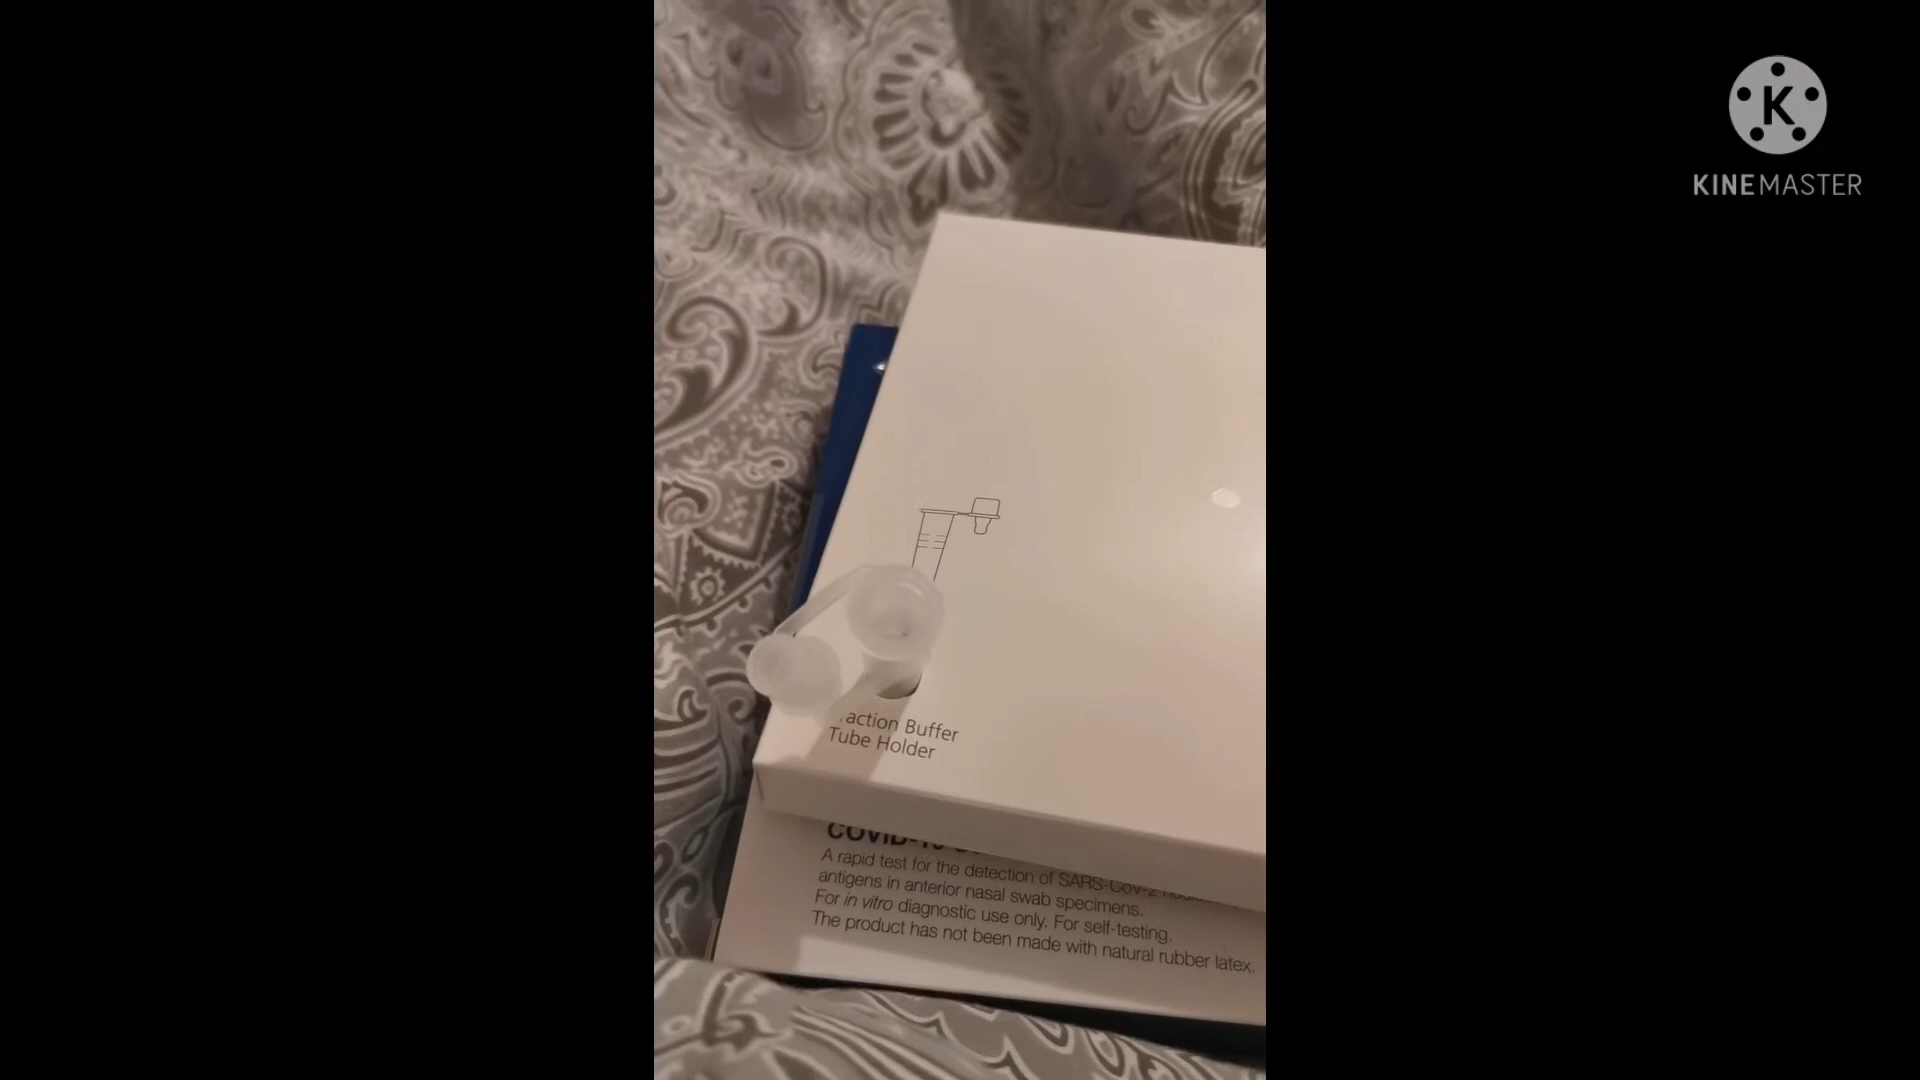 KINEMASTER
action Buffer
Tube Holder
COVID-19
A rapid test for the detection of SARS-CoV-2
antigens in anterior nasal swab specimens.
For in vitro diagnostic use only. For self-testing.
The product has not been made with natural rubber latex.